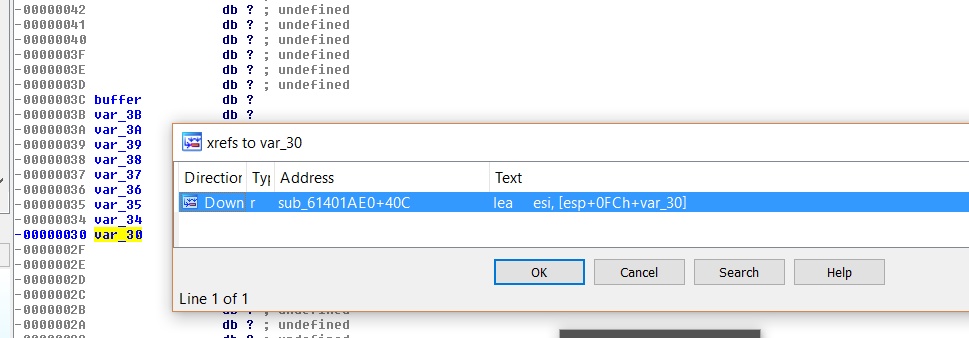 -00000042 db ? ; undefined
-00000041 db ? ; undefined
-00000040 db ? ; undefined
-0000003F db ? ; undefined
-0000003E db ? ; undefined
-0000003D db ? ; undefined
-0000003C buffer db ?
-0000003B var_3B db ?
-0000003A var_3A
-00000039 var_39
-00000038 var_38
-00000037 var_37
-00000036 var_36
-00000035 var_35
-00000034 var_34
-00000030 var_30
-0000002F
-0000002E
-0000002D
-0000002C
-0000002B db ? ; undefined
-0000002A db ? ; undefined
xrefs to var_30
Direction Typ Address Text
Down r sub_61401AE0+40C lea esi, [esp+0FCh+var_30]
OK Cancel Search Help
Line 1 of 1